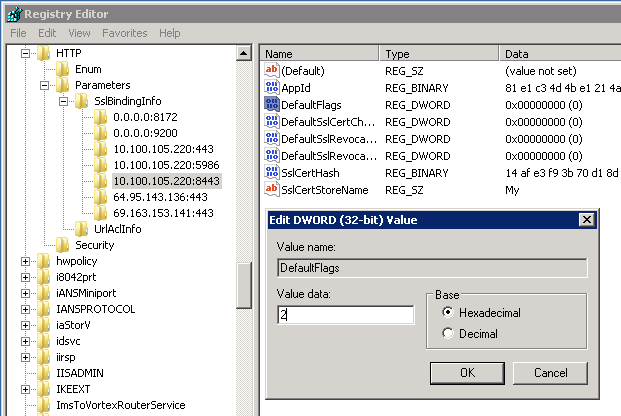 Registry Editor
File Edit View Favorites Help
HTTP
Enum
Parameters
SslBindingInfo
0.0.0.0:8172
0.0.0.0:9200
10.100.105.220:443
10.100.105.220:5986
10.100.105.220:8443
64.95.143.136:443
69.163.153.141:443
UrlAclInfo
Security
hwpolicy
i8042prt
iANSMiniport
IANSPROTOCOL
iaStorV
idsvc
iirsp
IISADMIN
IKEEXT
ImsToVortexRouterService
Name Type Data
(Default) REG_SZ (value not set)
AppId REG_BINARY 81 e1 c3 4d 4b e1 21 4a
DefaultFlags REG_DWORD 0x00000000 (0)
DefaultSslCertCh... REG_DWORD 0x00000000 (0)
DefaultSslRevoca... REG_DWORD 0x00000000 (0)
DefaultSslRevoca... REG_DWORD 0x00000000 (0)
SslCertHash REG_BINARY 14 af e3 f9 3b 70 d1 8d
SslCertStoreName REG_SZ My
Edit DWORD (32-bit) Value
Value name:
DefaultFlags
Value data:
2
Base
Hexadecimal
Decimal
OK Cancel